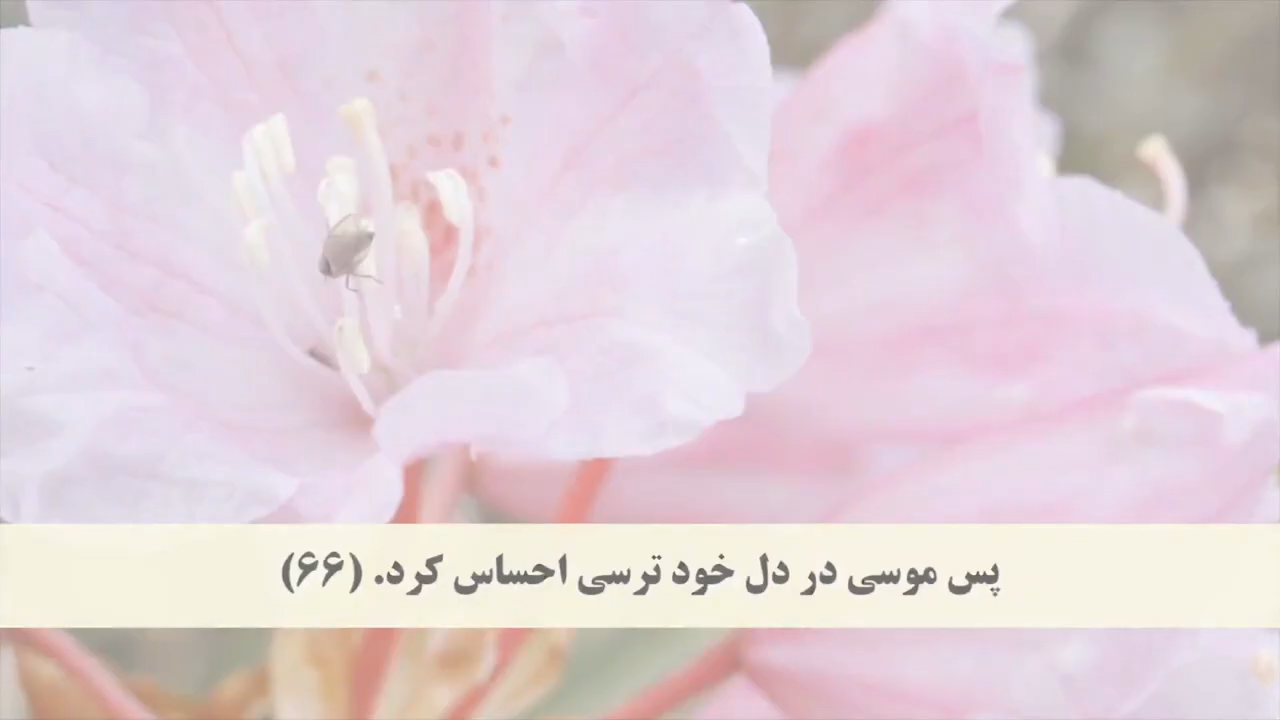 پس موسی در دل خود ترسی احساس کرد. (۶۶)